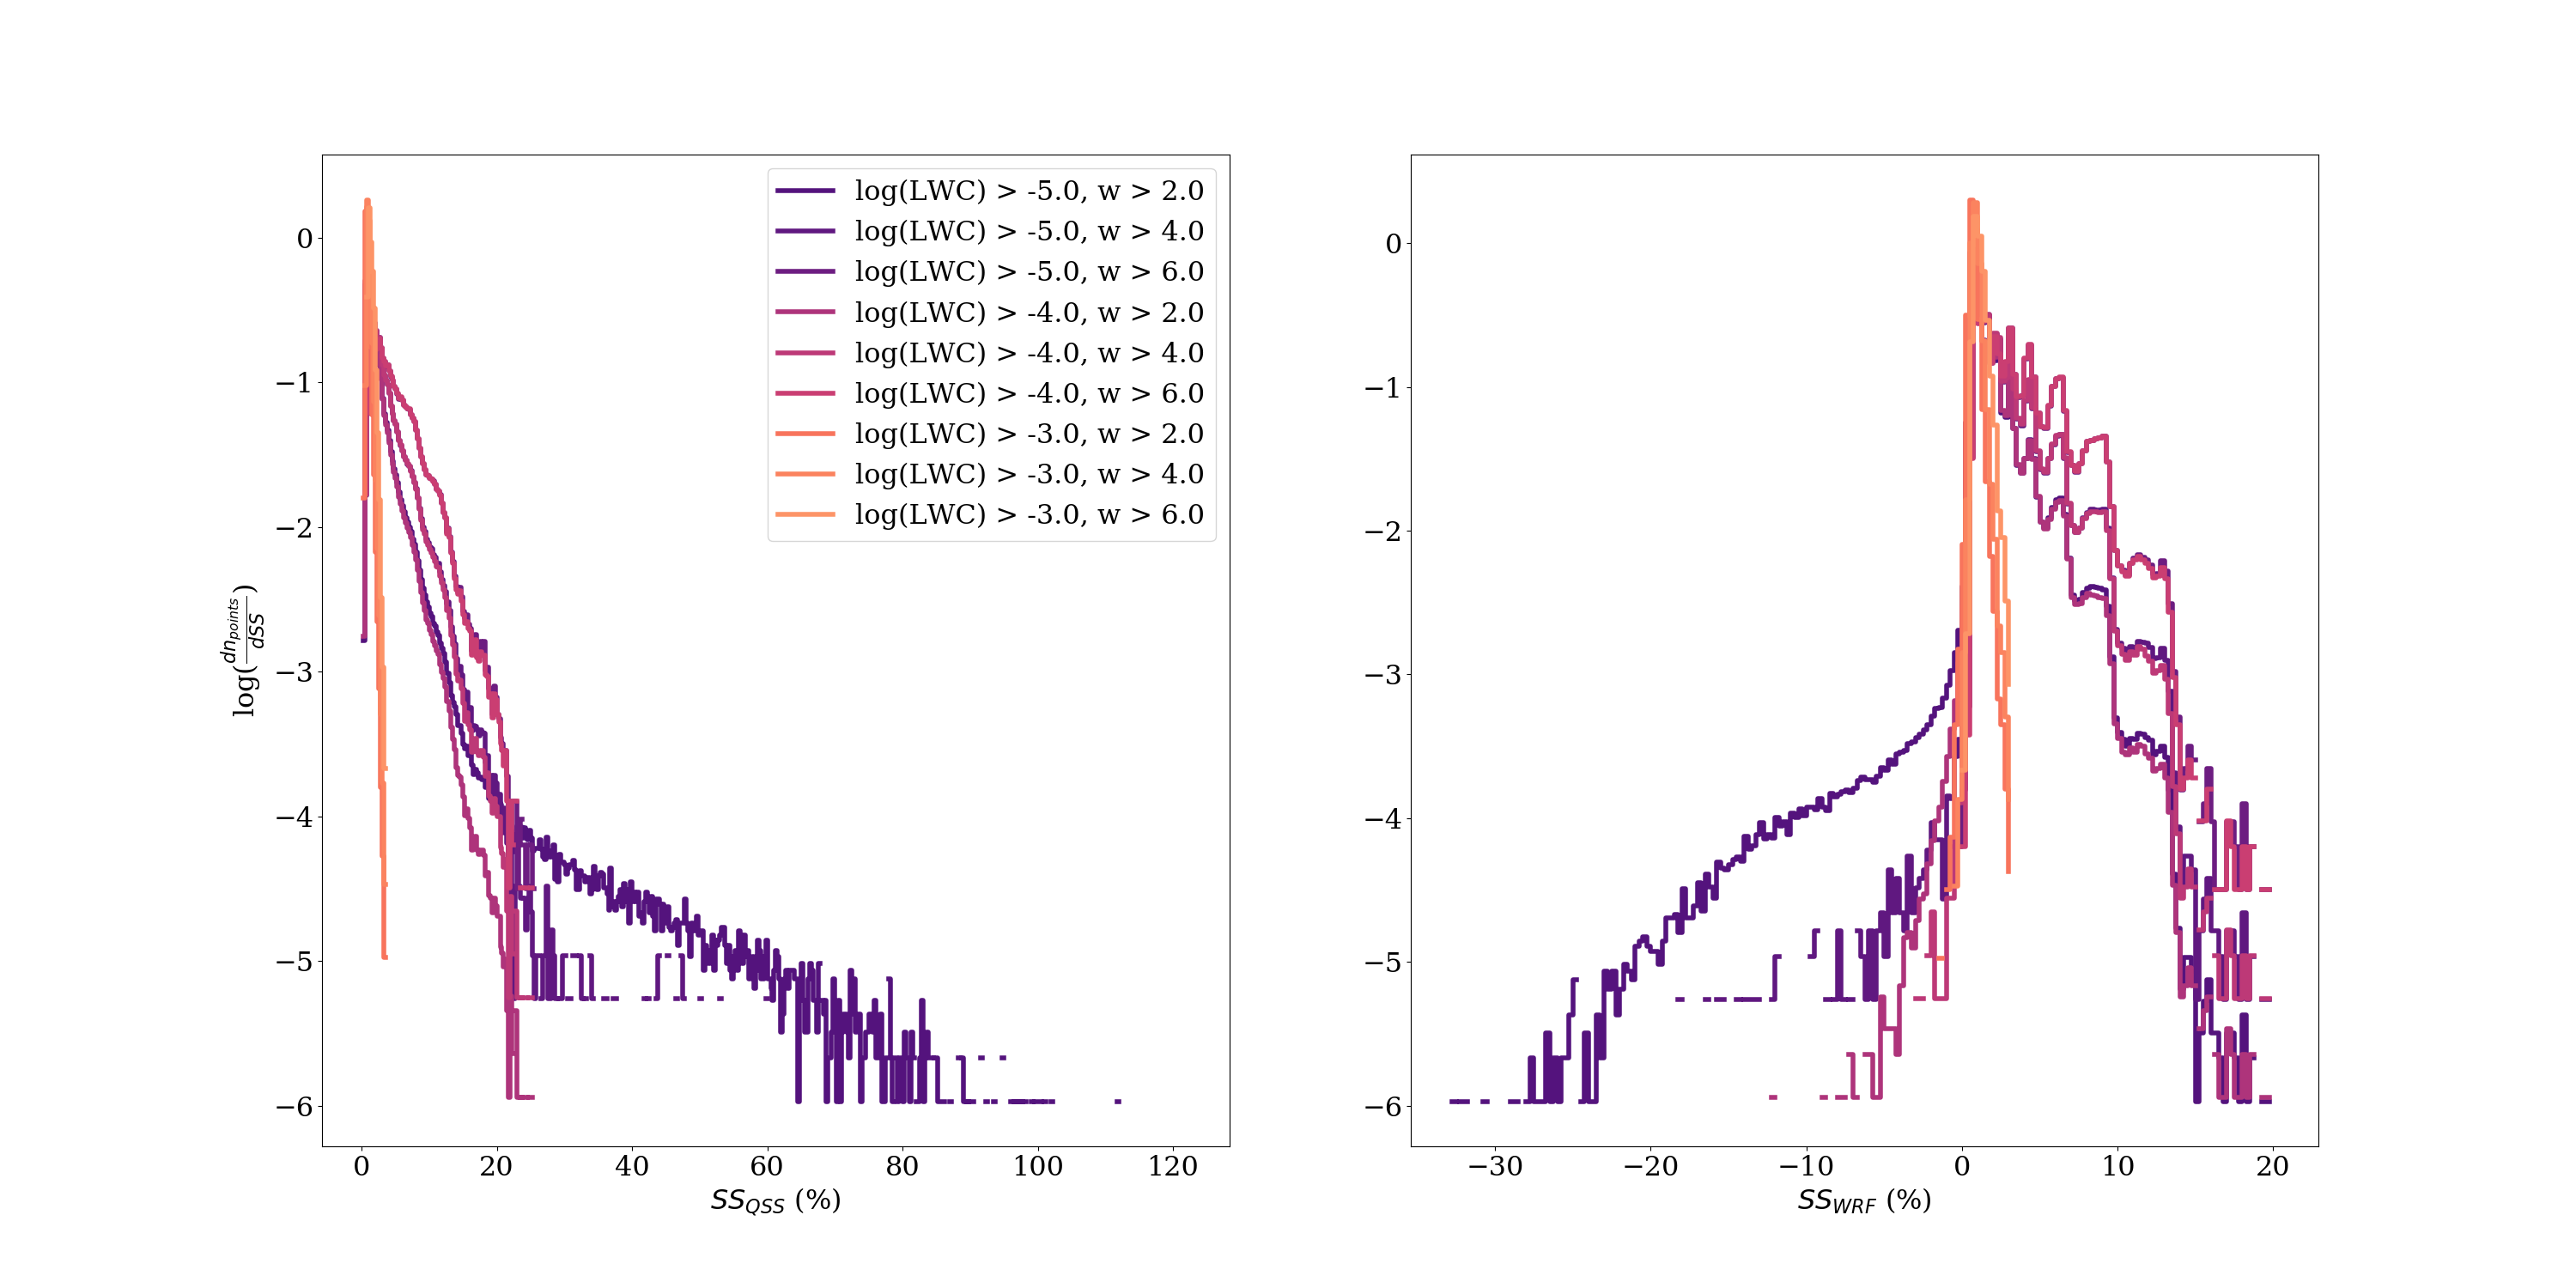 log(LWC) > -5.0, w > 2.0
log(LWC) > -5.0, w > 4.0
log(LWC) > -5.0, w > 6.0
log(LWC) > -4.0, w > 2.0
log(LWC) > -4.0, w > 4.0
log(LWC) > -4.0, w > 6.0
log(LWC) > -3.0, w > 2.0
log(LWC) > -3.0, w > 4.0
log(LWC) > -3.0, w > 6.0
0
−1
−2
−3
−4
−5
−6
log(dn_points/dSS)
0 20 40 60 80 100 120
SS_QSS (%)
0
−1
−2
−3
−4
−5
−6
−30 −20 −10 0 10 20
SS_WRF (%)